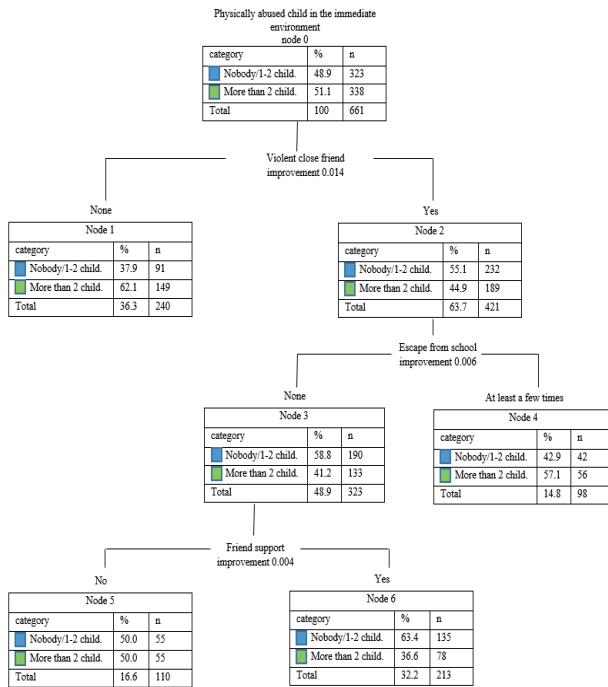 Physically abused child in the immediate
environment
node 0
category % n
Nobody/1-2 child. 48.9 323
More than 2 child. 51.1 338
Total 100 661
Violent close friend
improvement 0.014
None
Yes
Node 1
category % n
Nobody/1-2 child. 37.9 91
More than 2 child. 62.1 149
Total 36.3 240
Node 2
category % n
Nobody/1-2 child. 55.1 232
More than 2 child. 44.9 189
Total 63.7 421
Escape from school
improvement 0.006
None
At least a few times
Node 3
category % n
Nobody/1-2 child. 58.8 190
More than 2 child. 41.2 133
Total 48.9 323
Node 4
category % n
Nobody/1-2 child. 42.9 42
More than 2 child. 57.1 56
Total 14.8 98
Friend support
improvement 0.004
No
Yes
Node 5
category % n
Nobody/1-2 child. 50.0 55
More than 2 child. 50.0 55
Total 16.6 110
Node 6
category % n
Nobody/1-2 child. 63.4 135
More than 2 child. 36.6 78
Total 32.2 213